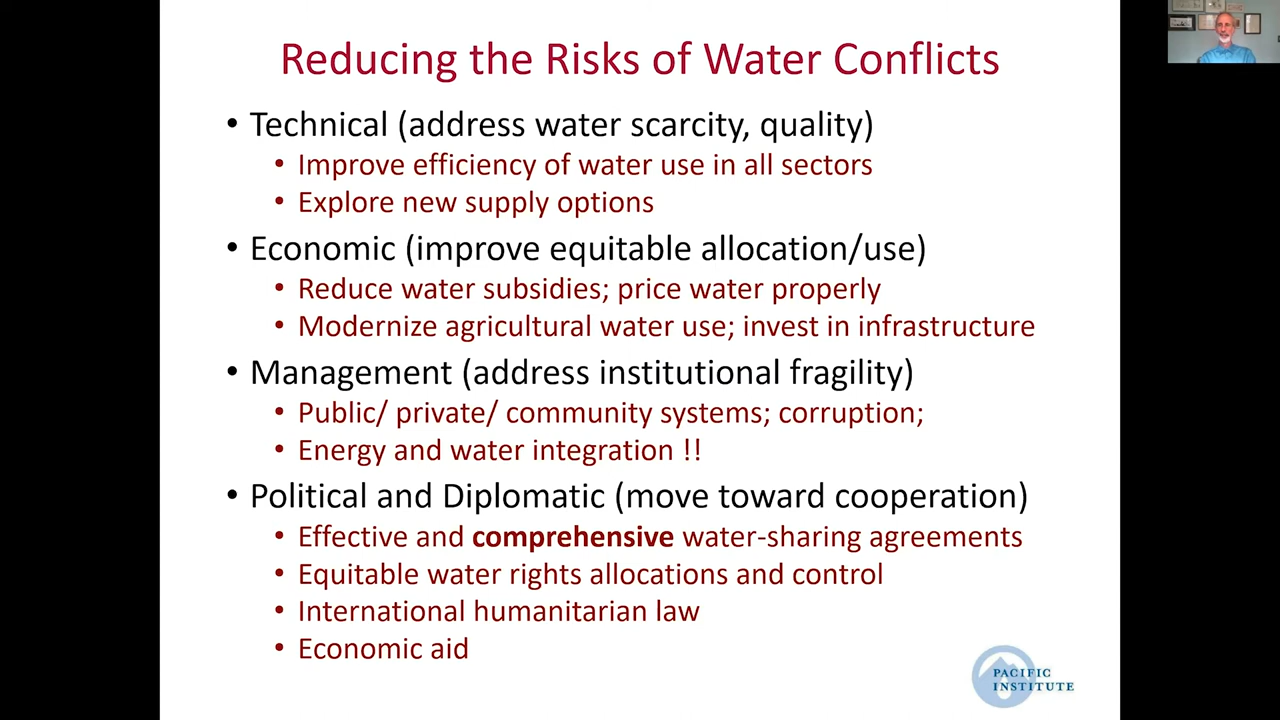 Reducing the Risks of Water Conflicts
• Technical (address water scarcity, quality)
• Improve efficiency of water use in all sectors
• Explore new supply options
• Economic (improve equitable allocation/use)
• Reduce water subsidies; price water properly
• Modernize agricultural water use; invest in infrastructure
• Management (address institutional fragility)
• Public/ private/ community systems; corruption;
• Energy and water integration !!
• Political and Diplomatic (move toward cooperation)
• Effective and comprehensive water-sharing agreements
• Equitable water rights allocations and control
• International humanitarian law
• Economic aid
PACIFIC
INSTITUTE